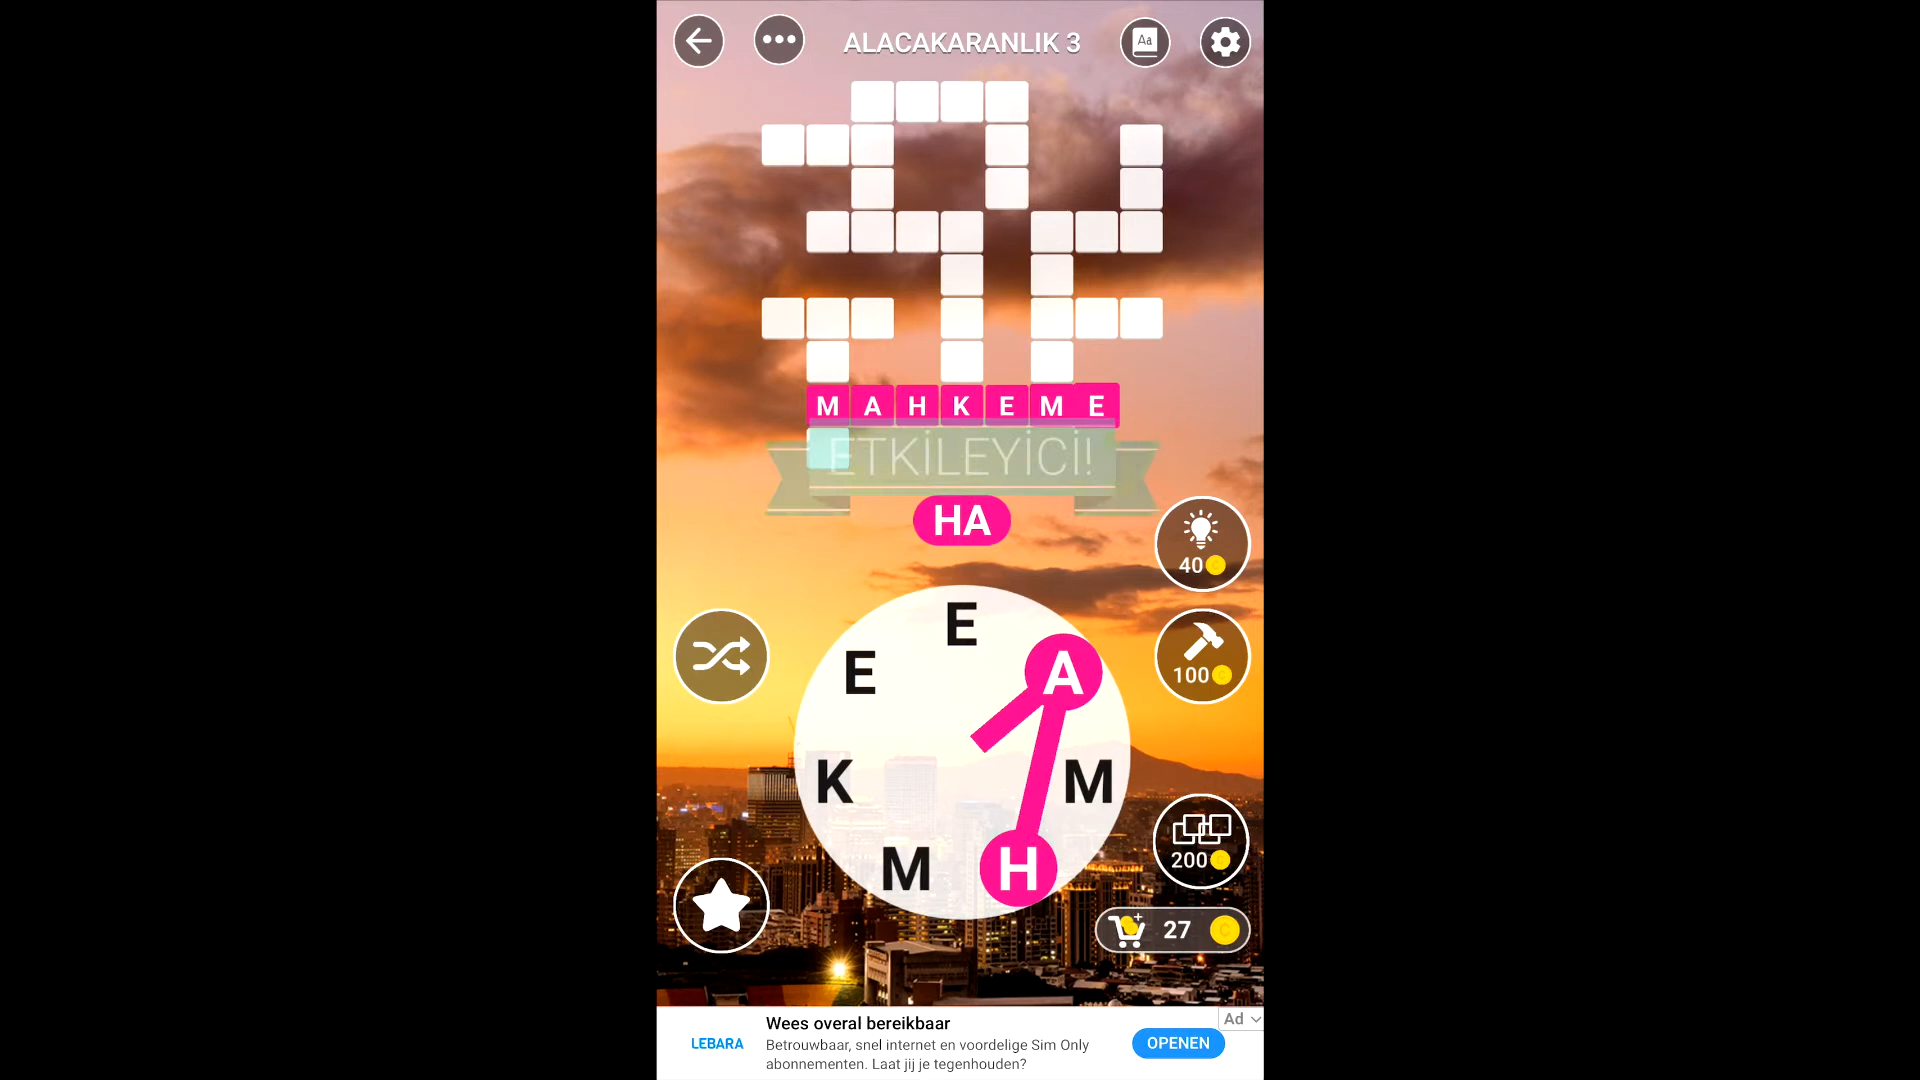 ALACAKARANLIK 3
Aa
MAHKEME
ETKİLEYİCİ!
HA
40
E
E
A
100
K
M
M
H
200
27
Ad
Wees overal bereikbaar
LEBARA
Betrouwbaar, snel internet en voordelige Sim Only
abonnementen. Laat jij je tegenhouden?
OPENEN